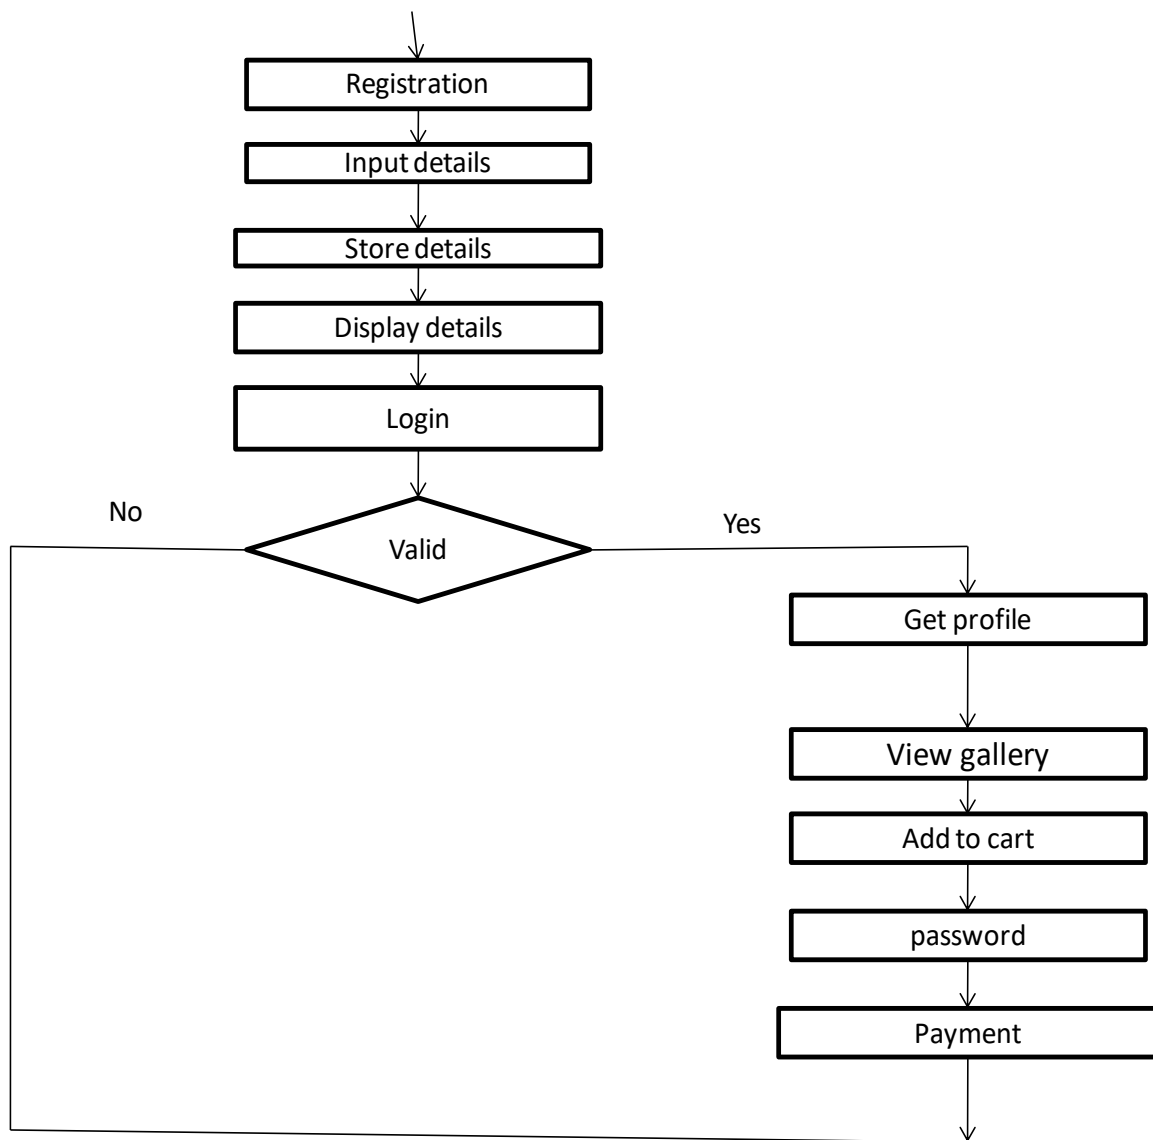 Registration
Input details
Store details
Display details
Login
No
Valid
Yes
Get profile
View gallery
Add to cart
password
Payment